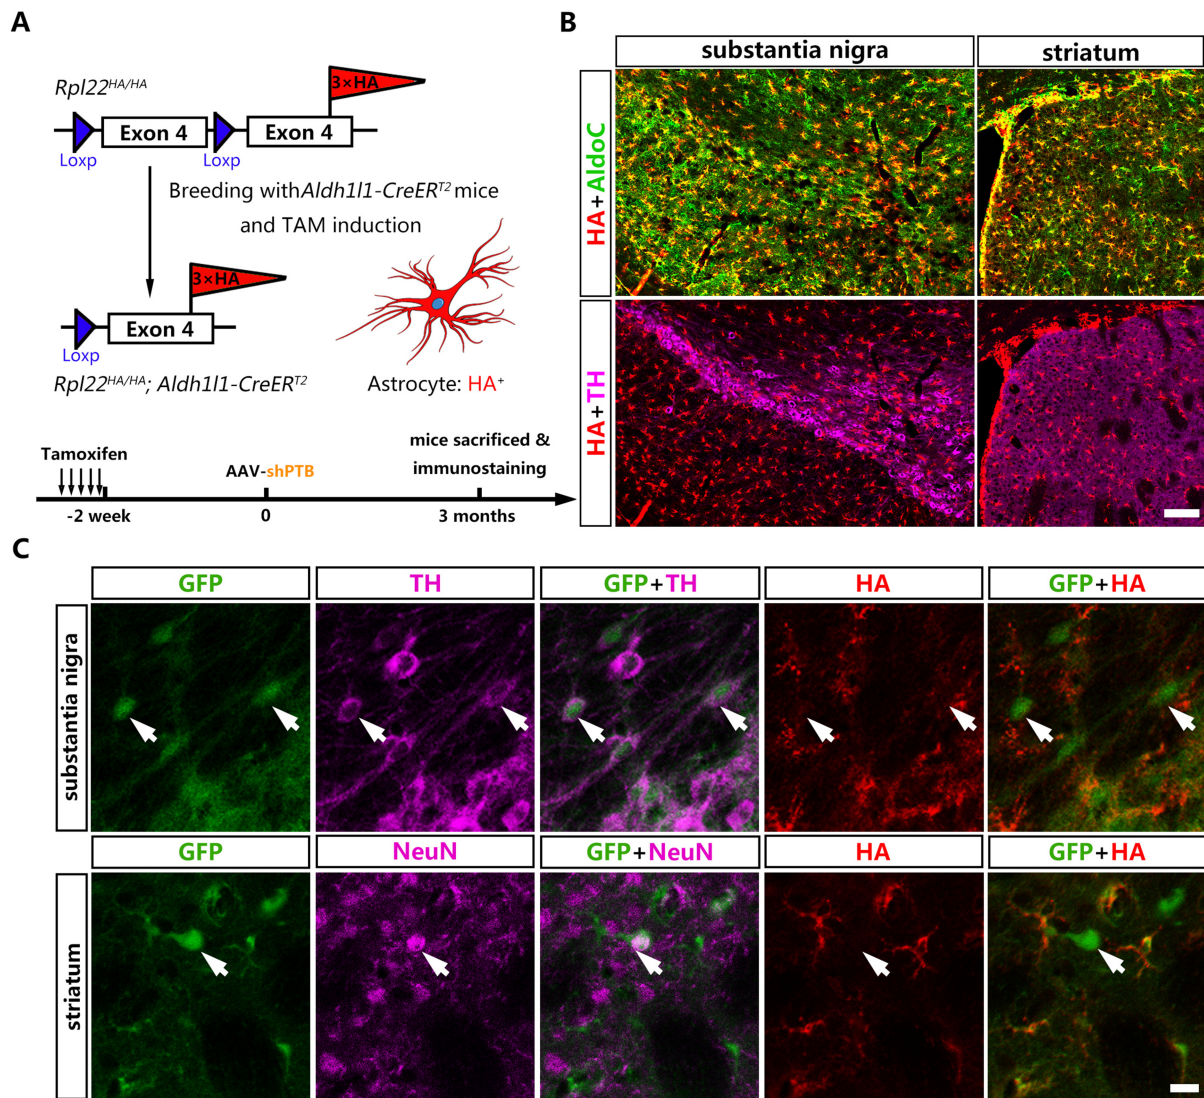 A
Rpl22HA/HA
3×HA
Exon 4
Exon 4
Loxp
Loxp
Breeding withAldh1l1-CreERT2 mice
and TAM induction
3×HA
Exon 4
Loxp
Rpl22HA/HA; Aldh1l1-CreERT2
Astrocyte: HA+
Tamoxifen
AAV-shPTB
mice sacrificed &
immunostaining
-2 week
0
3 months
B
substantia nigra
striatum
HA+AldoC
HA+TH
C
GFP
TH
GFP+TH
HA
GFP+HA
substantia nigra
GFP
NeuN
GFP+NeuN
HA
GFP+HA
striatum